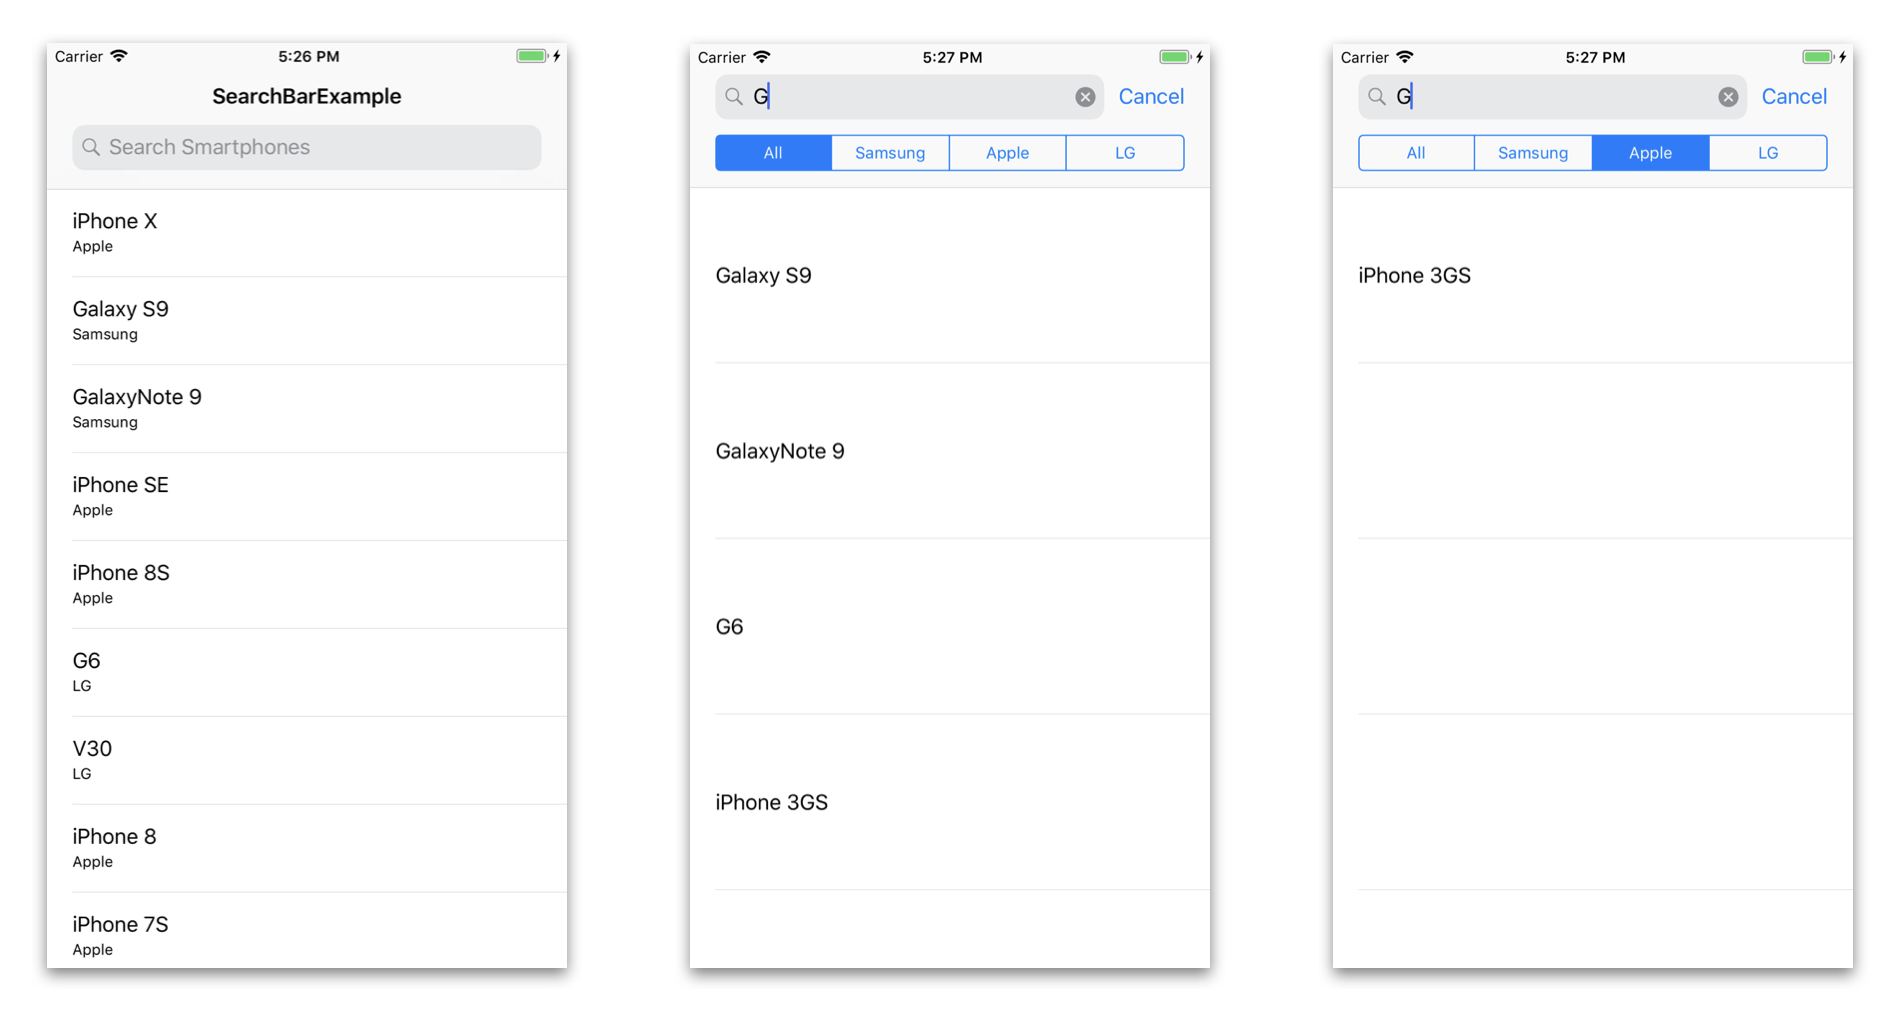 Carrier 5:26 PM
SearchBarExample
Search Smartphones
iPhone X
Apple
Galaxy S9
Samsung
GalaxyNote 9
Samsung
iPhone SE
Apple
iPhone 8S
Apple
G6
LG
V30
LG
iPhone 8
Apple
iPhone 7S
Apple
Carrier 5:27 PM
G Cancel
All Samsung Apple LG
Galaxy S9
GalaxyNote 9
G6
iPhone 3GS
Carrier 5:27 PM
G Cancel
All Samsung Apple LG
iPhone 3GS